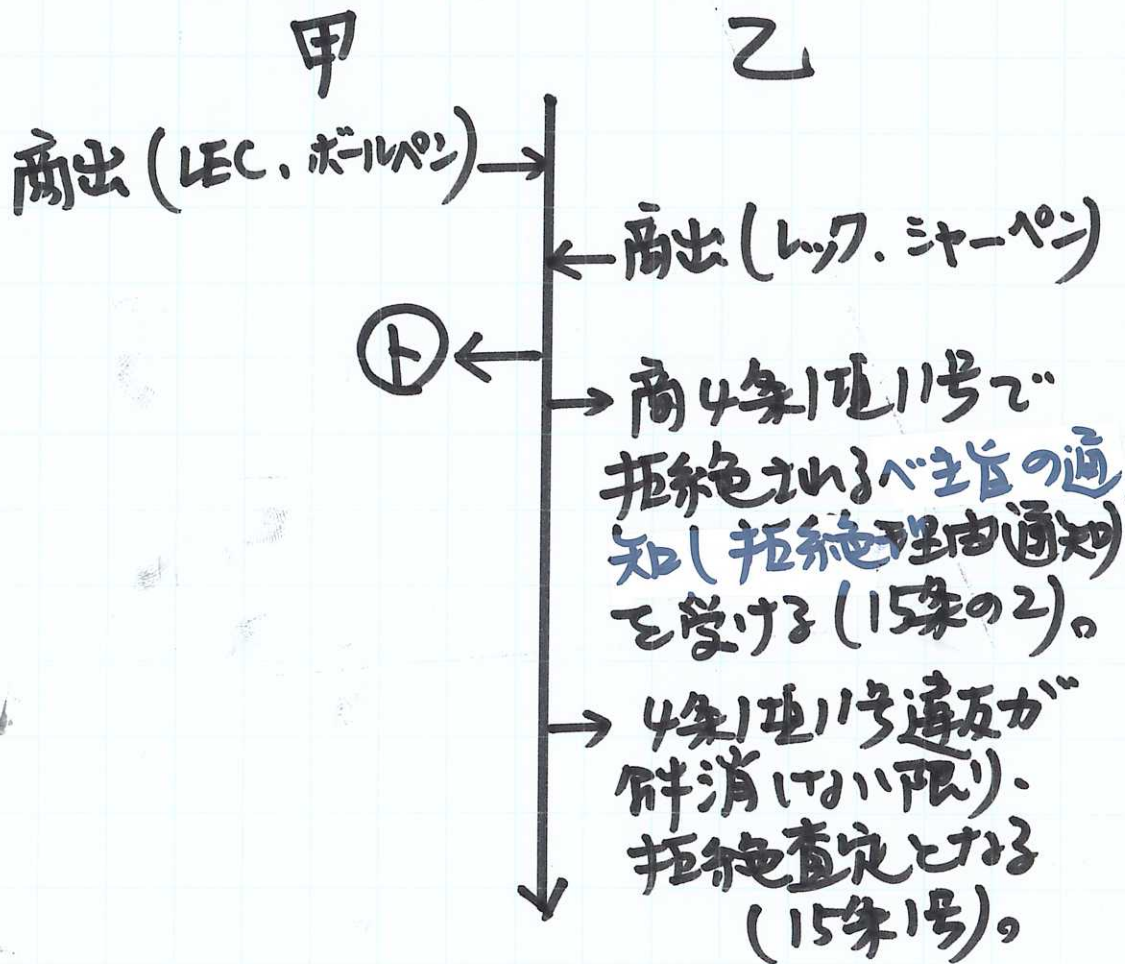 甲
乙
商出(LEC、ボールペン)
商出(レック、シャーペン)
ト
商4条1項11号で
拒絶されるべき旨の通
知(拒絶理由通知)
を受ける(15条の2)。
4条1項11号違反が
解消しない限り、
拒絶査定となる
(15条1号)。